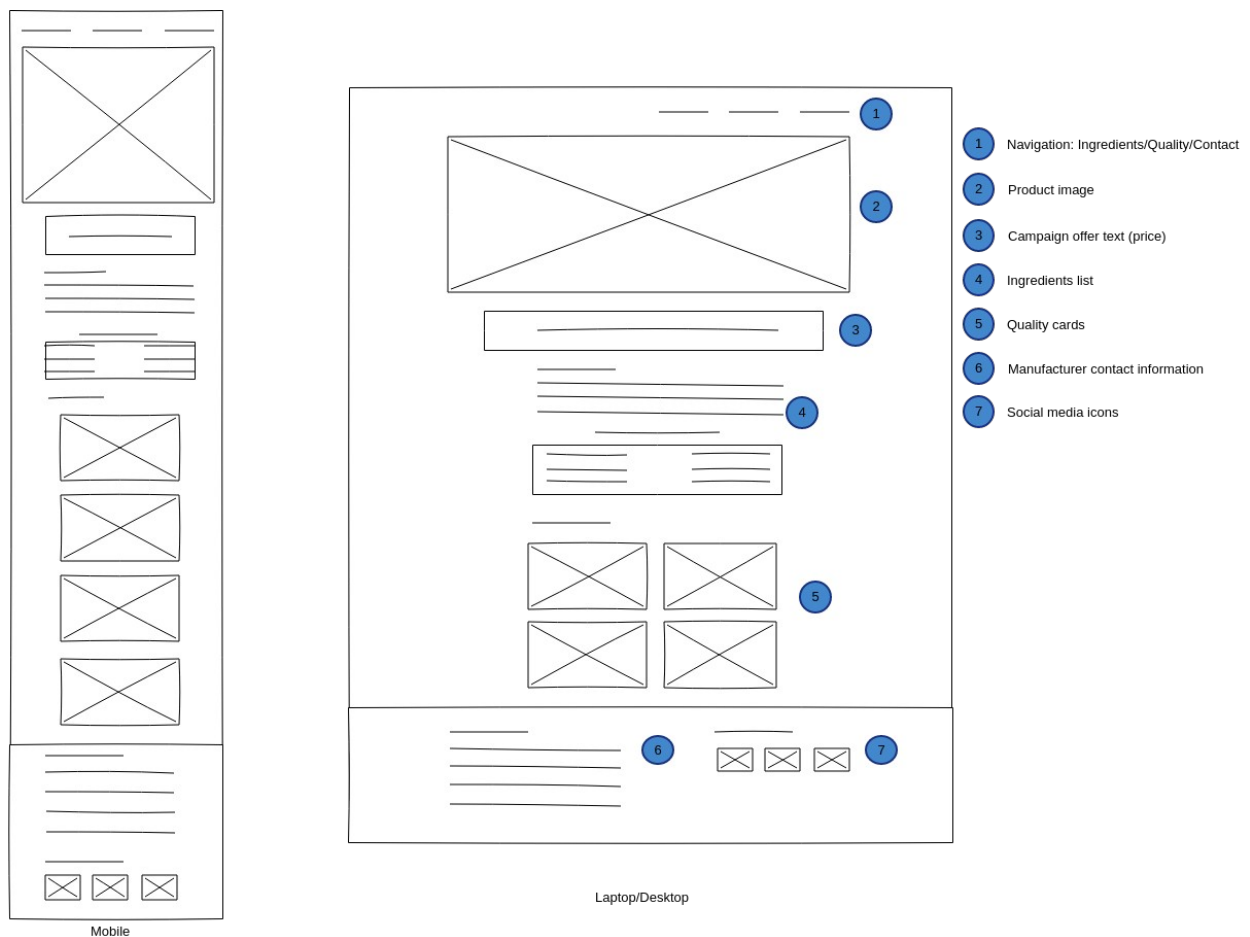 1
2
3
4
5
6
7
1 Navigation: Ingredients/Quality/Contact
2 Product image
3 Campaign offer text (price)
4 Ingredients list
5 Quality cards
6 Manufacturer contact information
7 Social media icons
Laptop/Desktop
Mobile